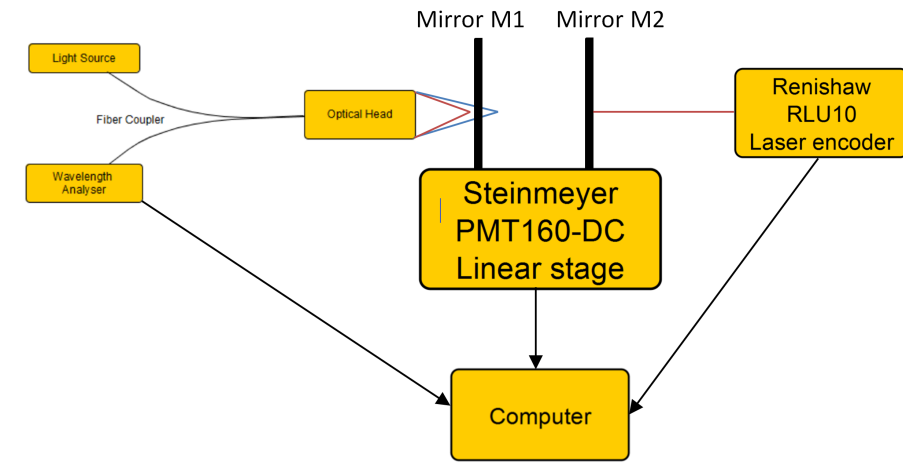 Mirror M1
Mirror M2
Light Source
Fiber Coupler
Wavelength
Analyser
Optical Head
Renishaw
RLU10
Laser encoder
Steinmeyer
PMT160-DC
Linear stage
Computer